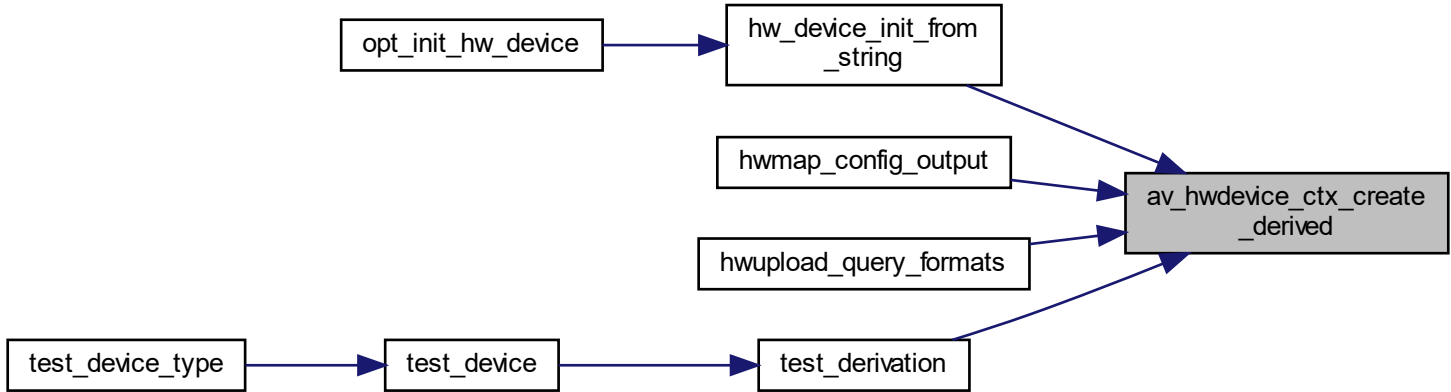 opt_init_hw_device
hw_device_init_from
_string
hwmap_config_output
av_hwdevice_ctx_create
_derived
hwupload_query_formats
test_device_type
test_device
test_derivation